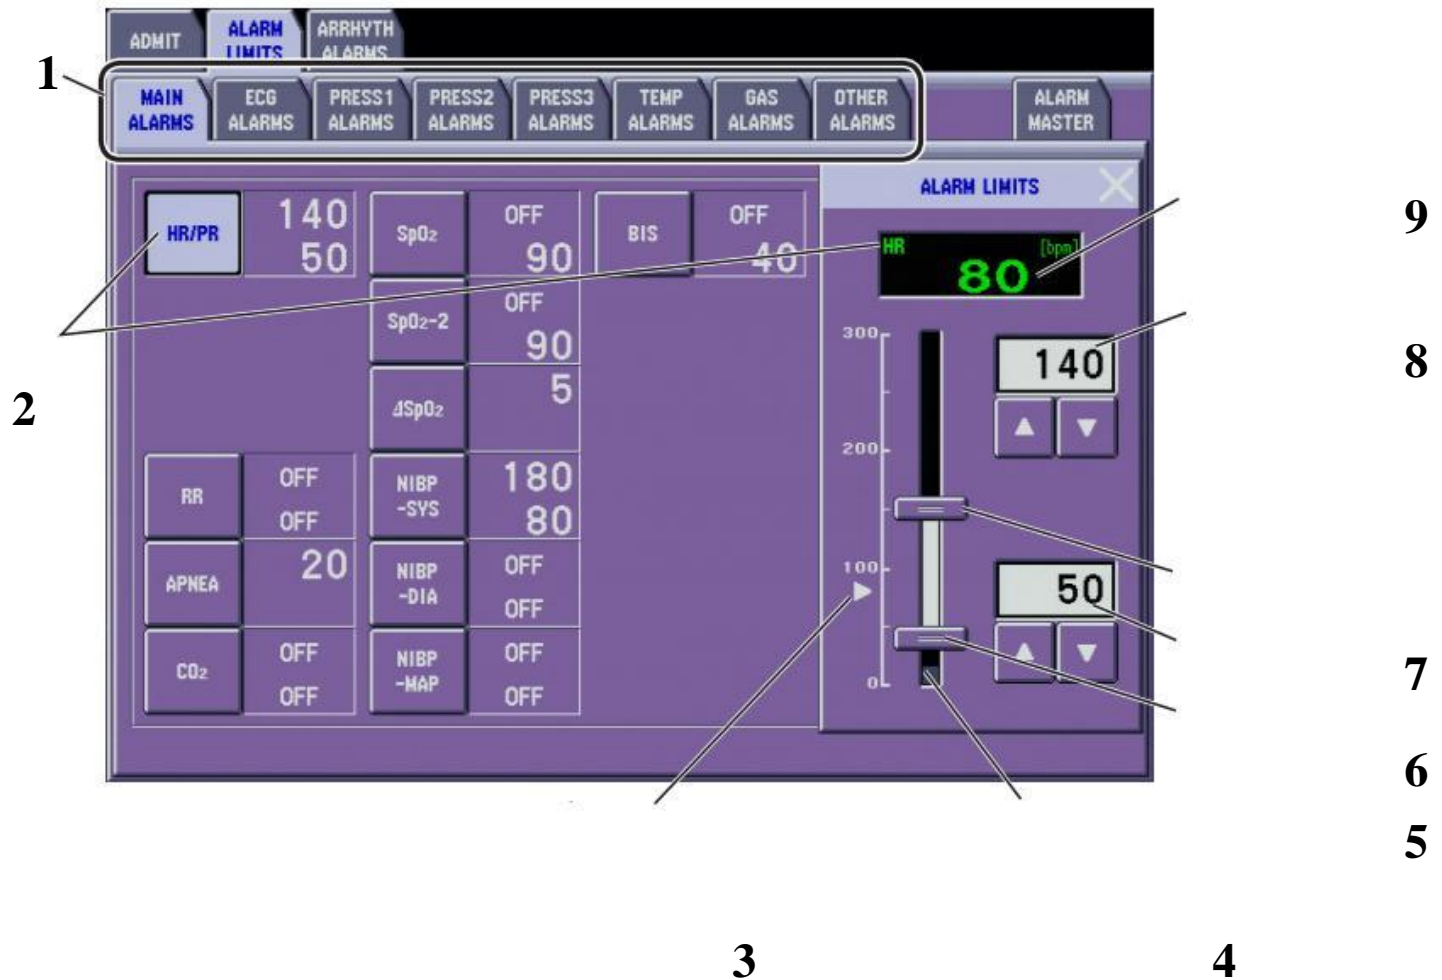 ADMIT
ALARM
LIMITS
ARRHYTH
ALARMS
1
MAIN
ALARMS
ECG
ALARMS
PRESS1
ALARMS
PRESS2
ALARMS
PRESS3
ALARMS
TEMP
ALARMS
GAS
ALARMS
OTHER
ALARMS
ALARM
MASTER
HR/PR
140
50
SpO₂
OFF
90
BIS
OFF
40
SpO₂-2
OFF
90
⊿SpO₂
5
RR
OFF
OFF
NIBP
-SYS
180
80
APNEA
20
NIBP
-DIA
OFF
OFF
CO₂
OFF
OFF
NIBP
-MAP
OFF
OFF
ALARM LIMITS
HR [bpm]
80
300
200
100
0
140
50
2
9
8
7
6
5
3 4